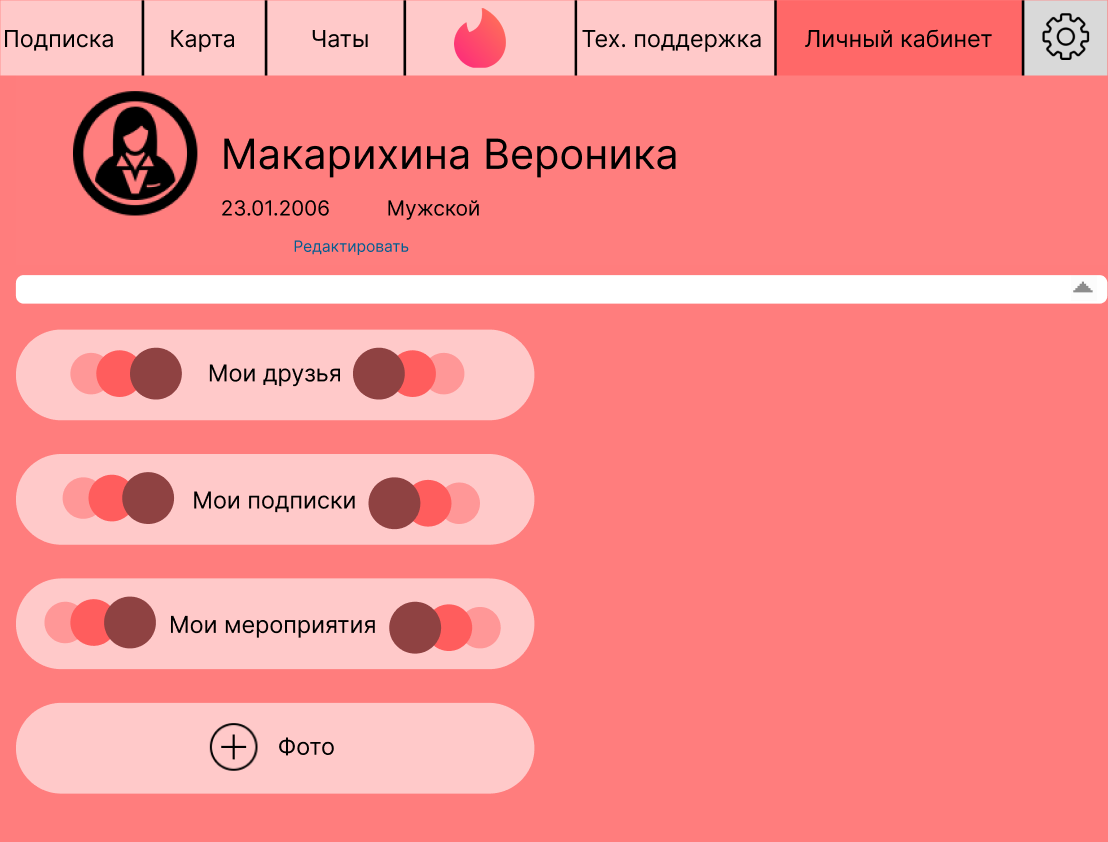 Подписка Карта Чаты Тех. поддержка Личный кабинет
Макарихина Вероника
23.01.2006 Мужской
Редактировать
Мои друзья
Мои подписки
Мои мероприятия
Фото